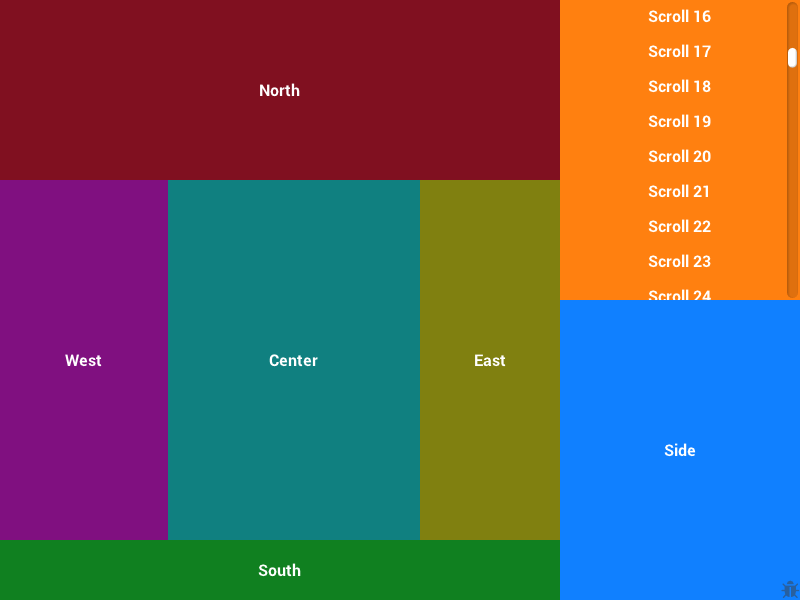 North
Scroll 16
Scroll 17
Scroll 18
Scroll 19
Scroll 20
Scroll 21
Scroll 22
Scroll 23
Scroll 24
West
Center
East
Side
South